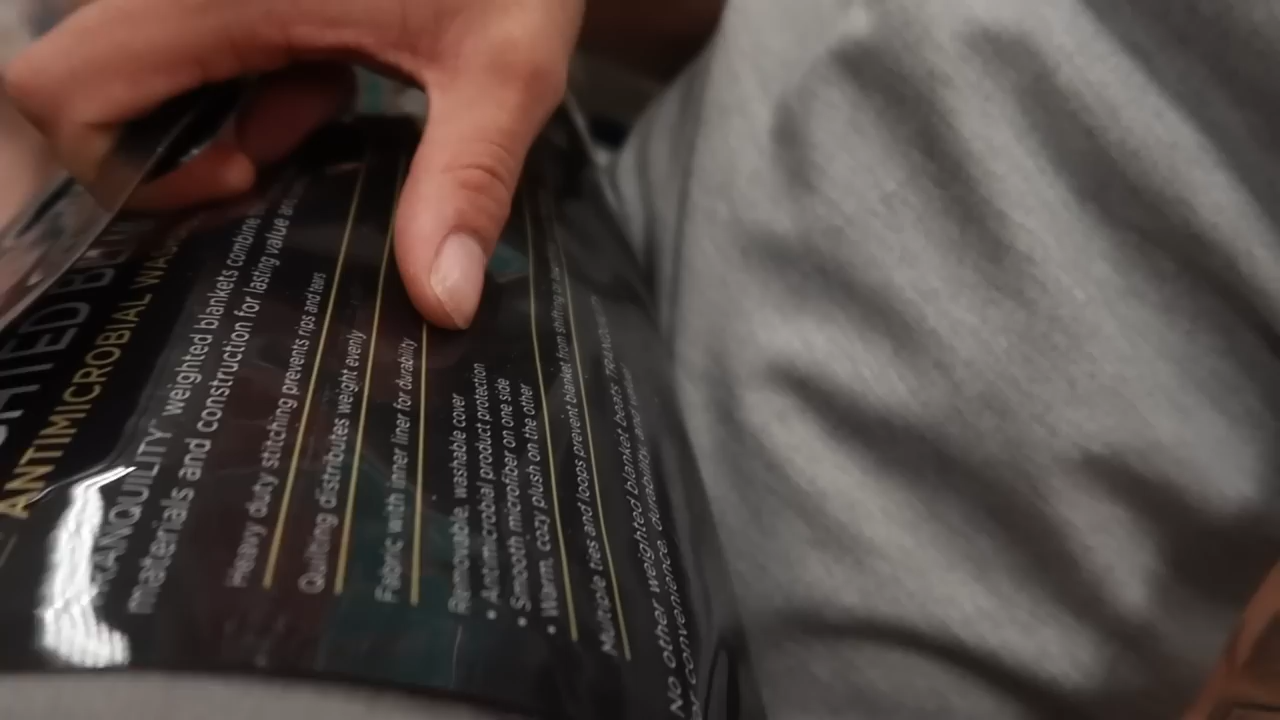 ANTIMICROBIAL
TRANQUILITY weighted blankets combine
materials and construction for lasting value
Heavy duty stitching prevents rips and tears
Quilting distributes weight evenly
Fabric with inner liner for durability
Removable, washable cover
• Antimicrobial product protection
• Smooth microfiber on one side
• Warm, cozy plush on the other
Multiple ties and loops prevent blanket from shifting
No other weighted blanket beats TRANQUILITY
for convenience, durability, and